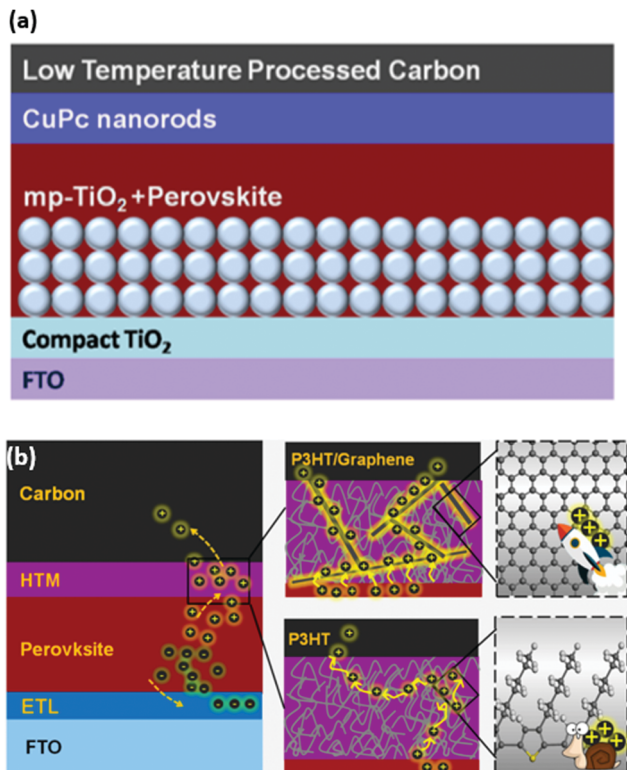 (a)
Low Temperature Processed Carbon
CuPc nanorods
mp-TiO₂+Perovskite
Compact TiO₂
FTO
(b)
Carbon
HTM
Perovksite
ETL
FTO
P3HT/Graphene
P3HT